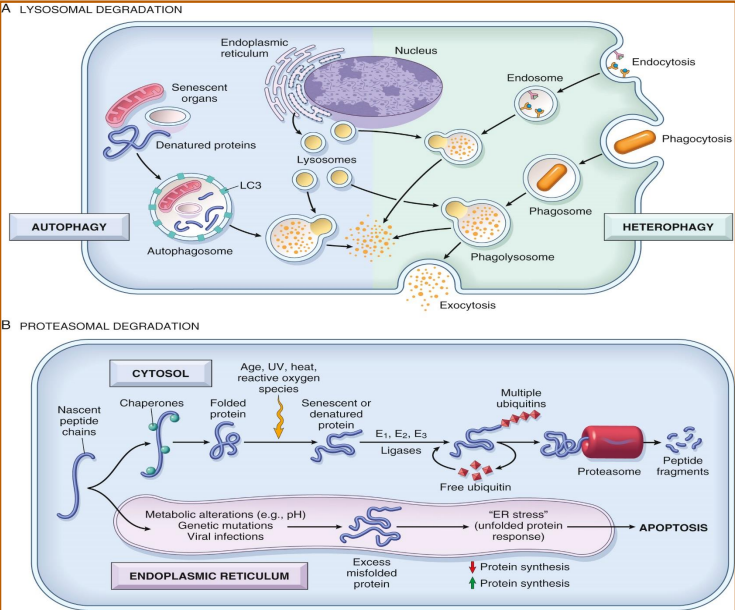 A LYSOSOMAL DEGRADATION
Endoplasmic
reticulum
Nucleus
Senescent
organs
Denatured proteins
Lysosomes
LC3
Autophagosome
AUTOPHAGY
Endosome
Endocytosis
Phagocytosis
Phagosome
HETEROPHAGY
Phagolysosome
Exocytosis
B PROTEASOMAL DEGRADATION
CYTOSOL
Nascent
peptide
chains
Chaperones
Folded
protein
Age, UV, heat,
reactive oxygen
species
Senescent or
denatured
protein
E₁, E₂, E₃
Ligases
Multiple
ubiquitins
Free ubiquitin
Proteasome
Peptide
fragments
Metabolic alterations (e.g., pH)
Genetic mutations
Viral infections
Excess
misfolded
protein
“ER stress”
(unfolded protein
response)
APOPTOSIS
Protein synthesis
Protein synthesis
ENDOPLASMIC RETICULUM